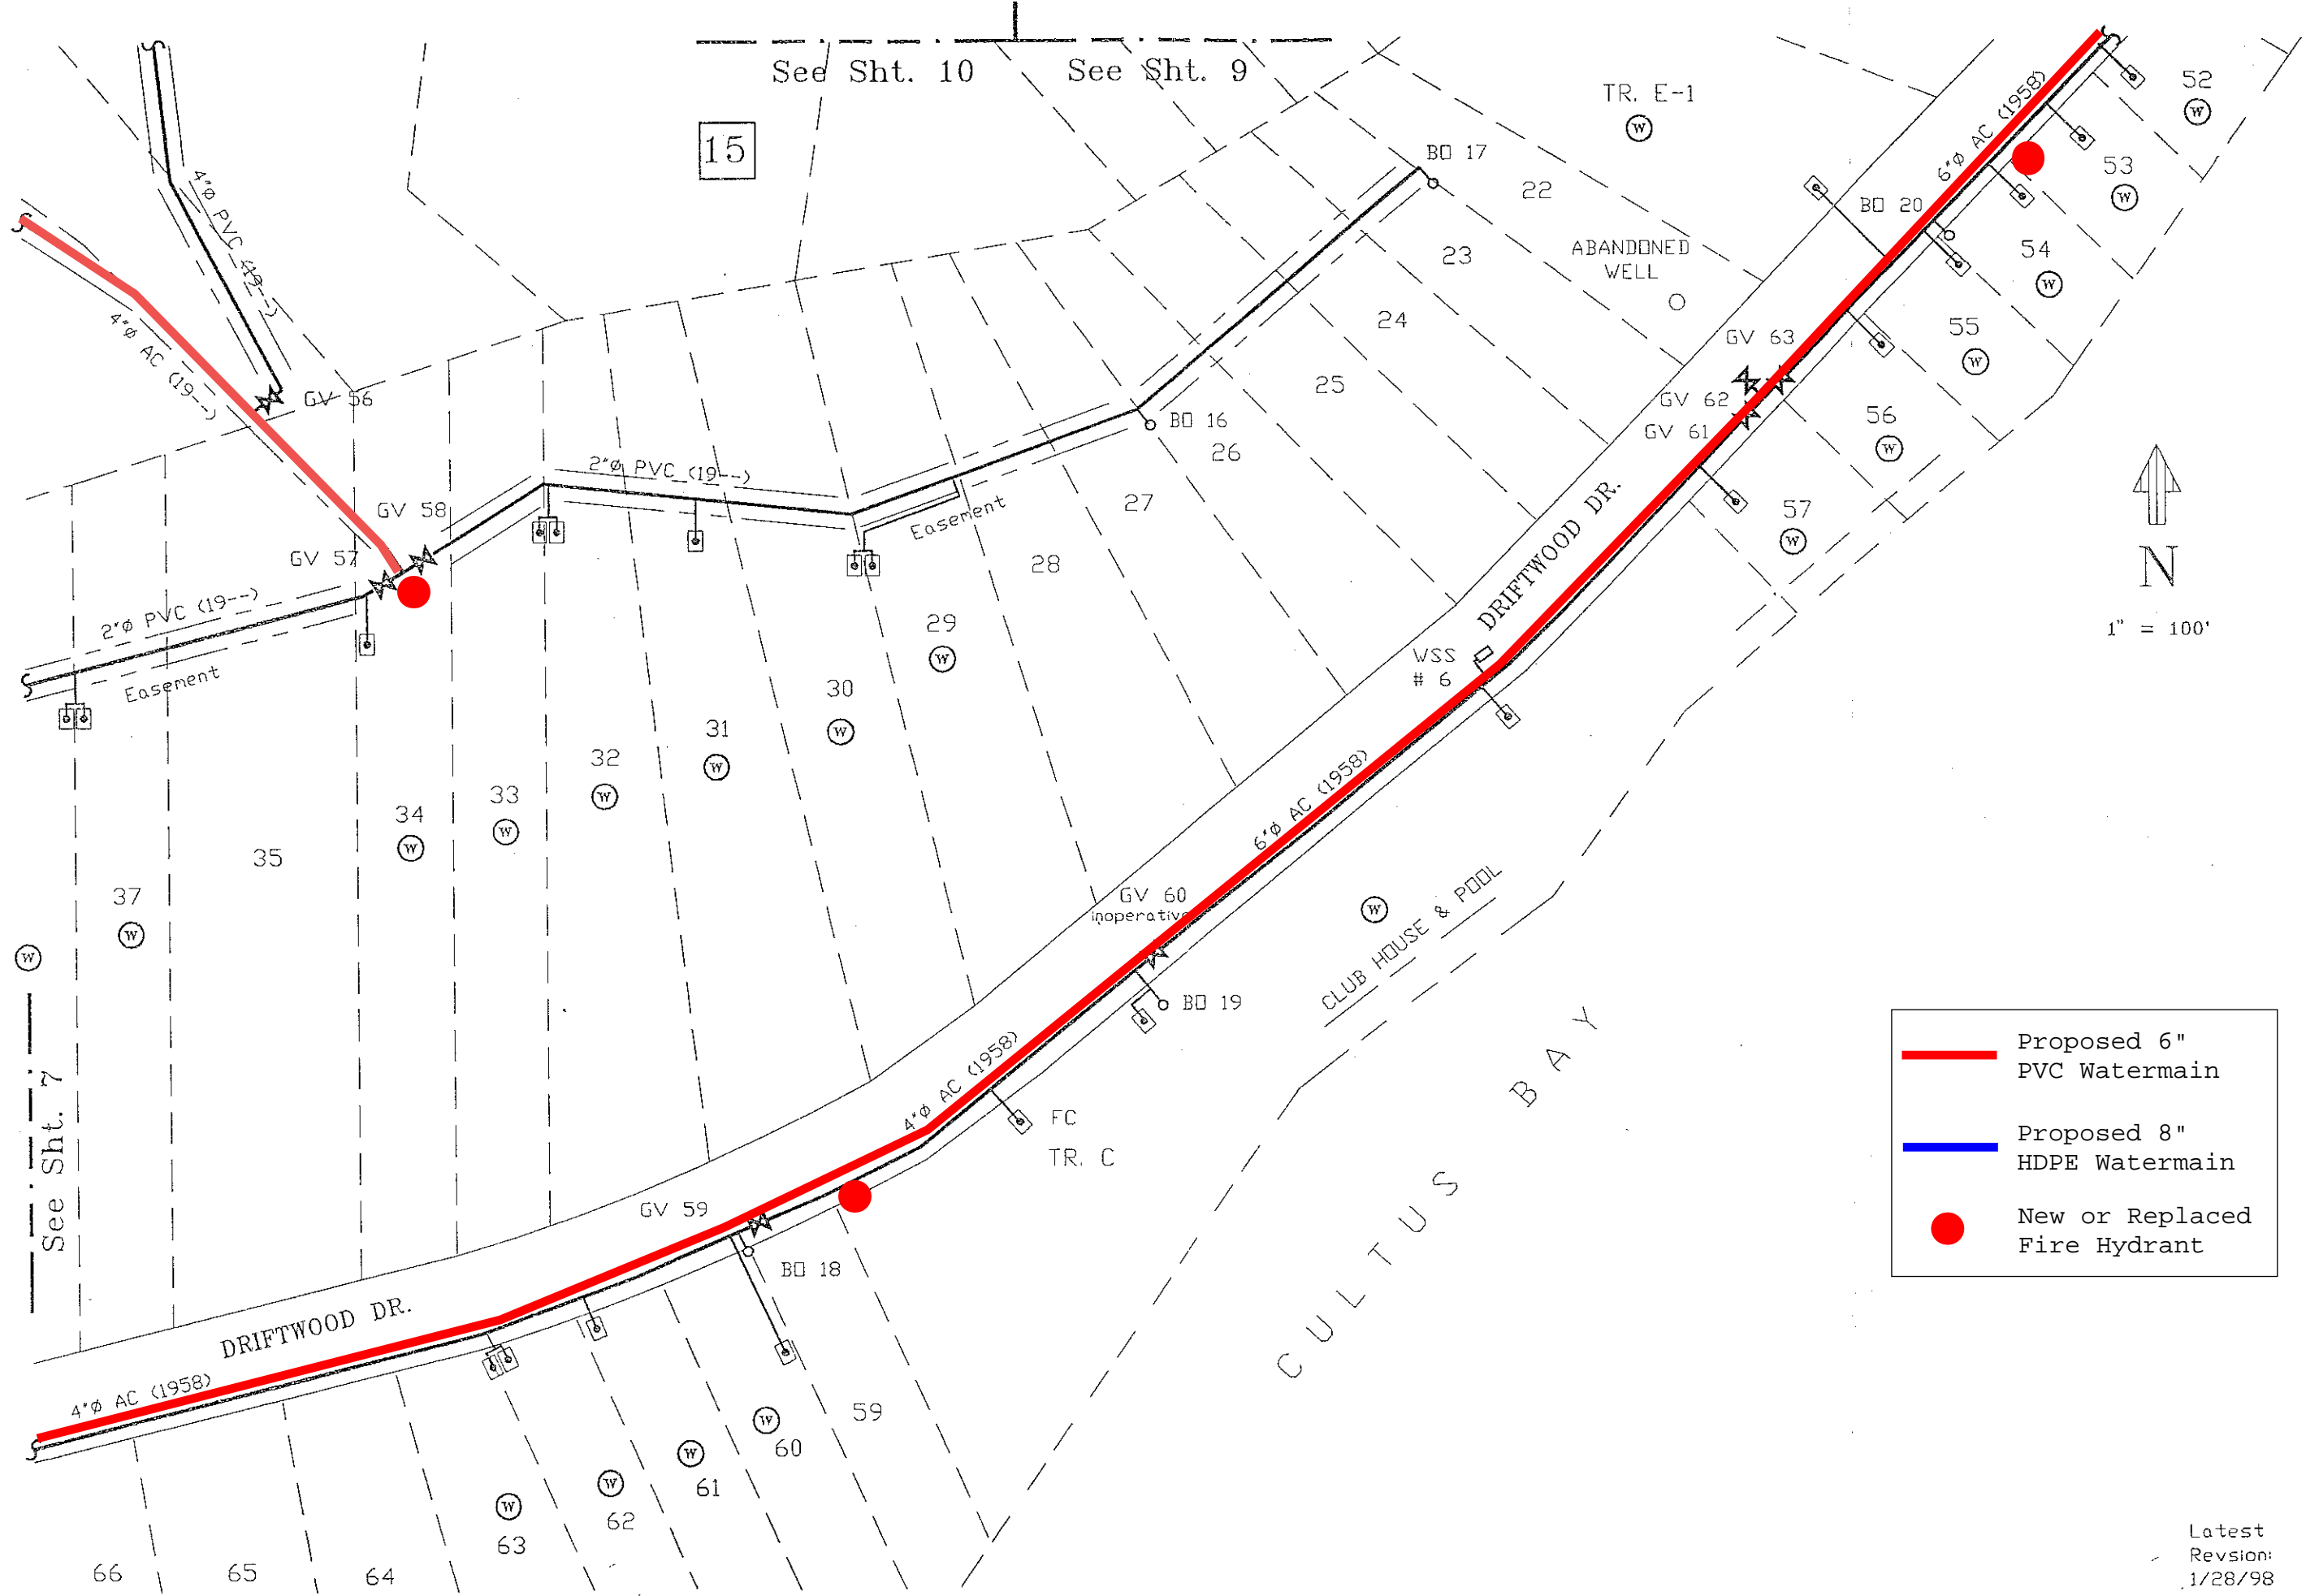 See Sht. 10
See Sht. 9
15
TR. E-1
W
52
W
53
W
54
W
55
W
56
W
57
W
6"Ø AC (1958)
BO 20
BO 17
22
23
24
25
26
27
28
ABANDONED
WELL
GV 63
GV 62
GV 61
4"Ø PVC (19--)
4"Ø AC (19--)
GV 56
GV 58
GV 57
2"Ø PVC (19--)
BO 16
Easement
2"Ø PVC (19--)
Easement
DRIFTWOOD DR.
WSS
# 6
N
1" = 100'
29
W
30
W
31
W
32
W
33
W
34
W
35
37
W
W
See Sht. 7
6"Ø AC (1958)
GV 60
inoperative
BO 19
W
CLUB HOUSE & POOL
CULTUS BAY
4"Ø AC (1958)
FC
TR. C
GV 59
BO 18
DRIFTWOOD DR.
4"Ø AC (1958)
59
W
60
W
61
W
62
W
63
64
65
66
Proposed 6"
PVC Watermain
Proposed 8"
HDPE Watermain
New or Replaced
Fire Hydrant
Latest
Revsion:
1/28/98